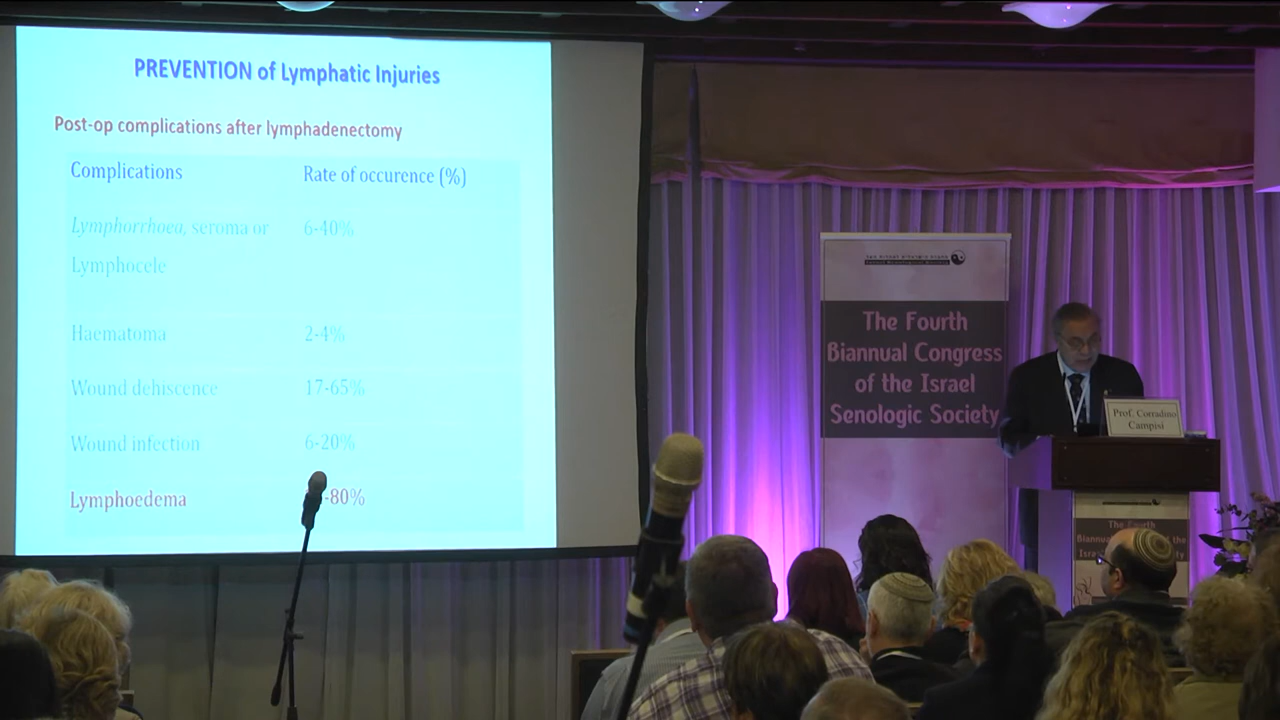 PREVENTION of Lymphatic Injuries
Post-op complications after lymphadenectomy
Complications Rate of occurence (%)
Lymphorrhoea, seroma or 6-40%
Lymphocele
Haematoma 2-4%
Wound dehiscence 17-65%
Wound infection 6-20%
Lymphoedema -80%
The Fourth
Biannual Congress
of the Israel
Senologic Society
Prof. Corradino
Campisi
The Fourth